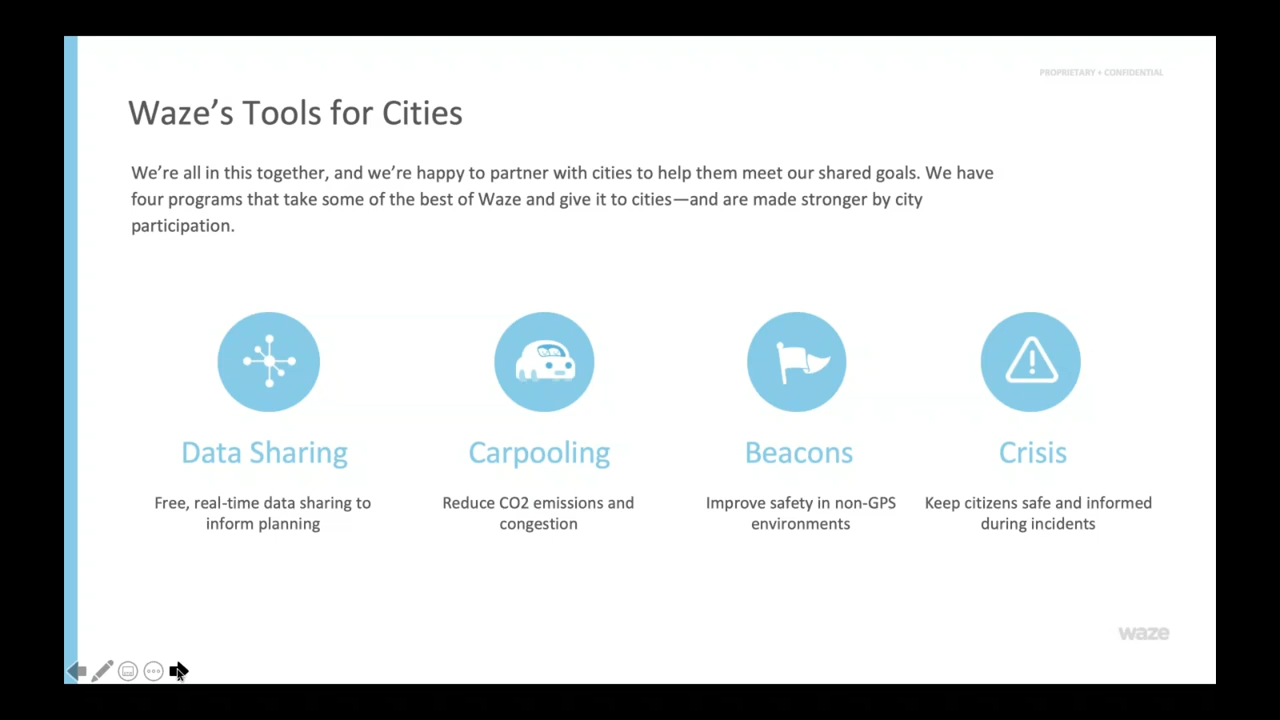 PROPRIETARY + CONFIDENTIAL
Waze's Tools for Cities
We're all in this together, and we're happy to partner with cities to help them meet our shared goals. We have
four programs that take some of the best of Waze and give it to cities—and are made stronger by city
participation.
Data Sharing
Free, real-time data sharing to
inform planning
Carpooling
Reduce CO2 emissions and
congestion
Beacons
Improve safety in non-GPS
environments
Crisis
Keep citizens safe and informed
during incidents
waze